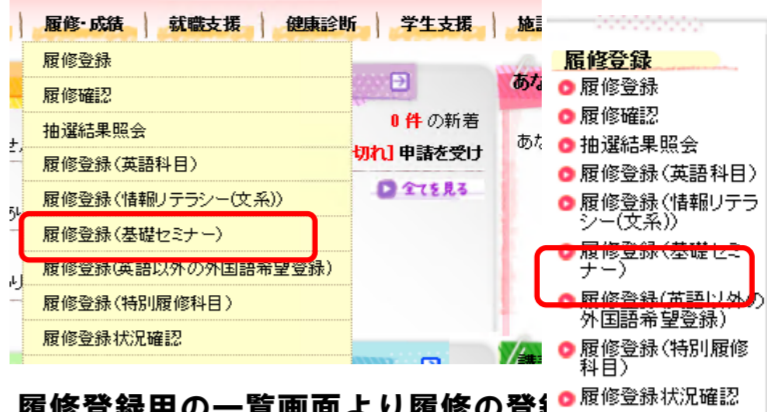 履修・成績 就職支援 健康診断 学生支援
履修登録
履修確認
抽選結果照会
履修登録(英語科目)
履修登録(情報リテラシー(文系))
履修登録(基礎セミナー)
履修登録(英語以外の外国語希望登録)
履修登録(特別履修科目)
履修登録状況確認
0 件 の新着
切れ] 申請を受け
全てを見る
履修登録用の一覧画面より履修の登
履修登録
履修登録
履修確認
抽選結果照会
履修登録(英語科目)
履修登録(情報リテラ
シー(文系))
履修登録(基礎セミ
ナー)
履修登録(英語以外の
外国語希望登録)
履修登録(特別履修
科目)
履修登録状況確認